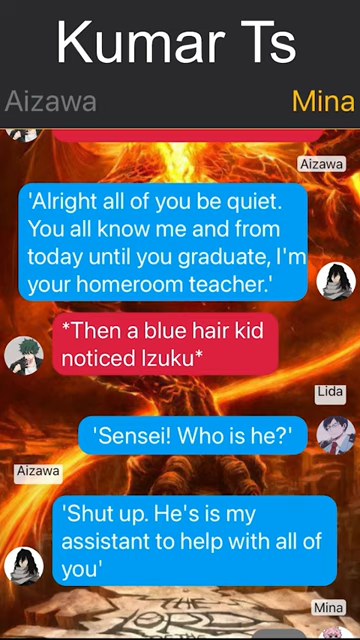 Kumar Ts
Aizawa Mina
Aizawa
'Alright all of you be quiet.
You all know me and from
today until you graduate, I'm
your homeroom teacher.'
*Then a blue hair kid
noticed Izuku*
Lida
'Sensei! Who is he?'
Aizawa
'Shut up. He's is my
assistant to help with all of
you'
Mina
THE
LORD